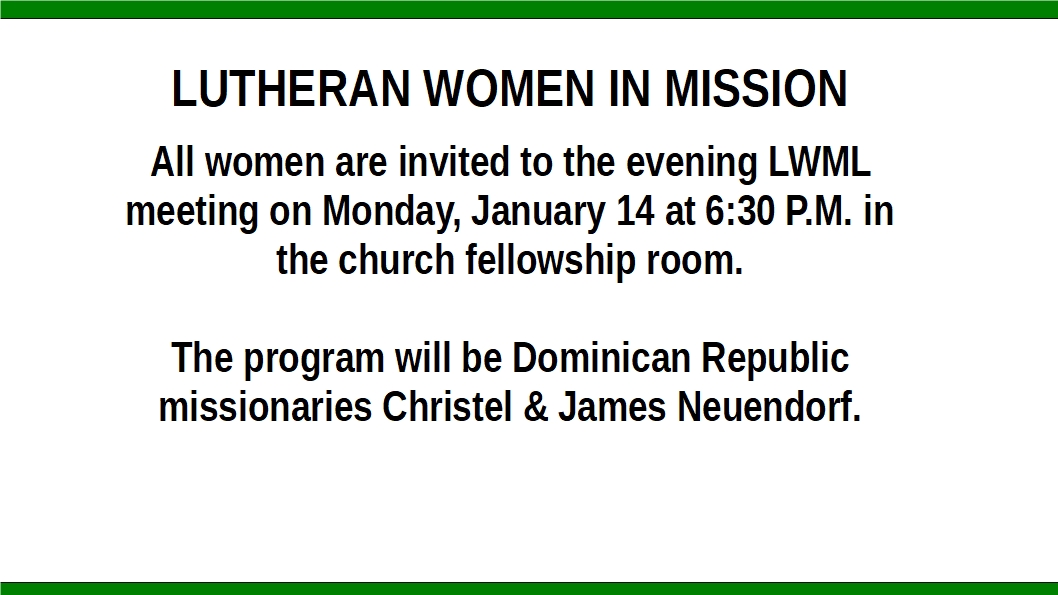 LUTHERAN WOMEN IN MISSION
All women are invited to the evening LWML
meeting on Monday, January 14 at 6:30 P.M. in
the church fellowship room.
The program will be Dominican Republic
missionaries Christel & James Neuendorf.